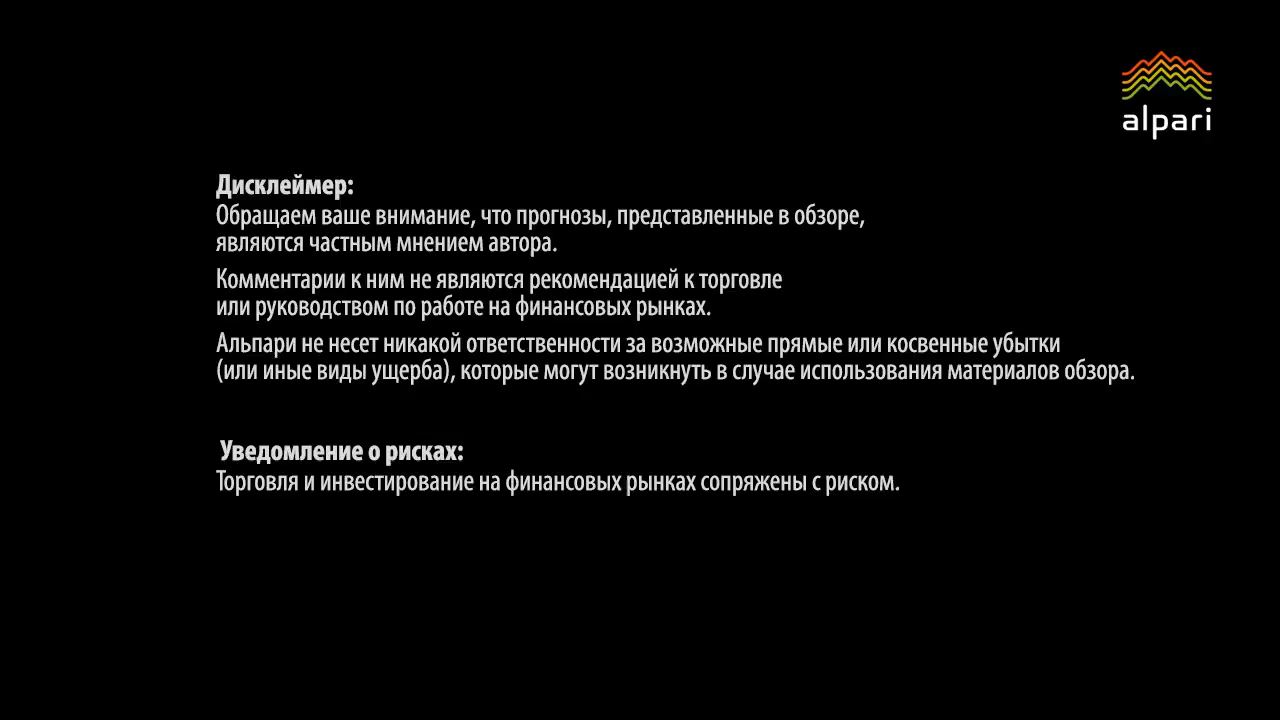 alpari
Дисклеймер:
Обращаем ваше внимание, что прогнозы, представленные в обзоре,
являются частным мнением автора.
Комментарии к ним не являются рекомендацией к торговле
или руководством по работе на финансовых рынках.
Альпари не несет никакой ответственности за возможные прямые или косвенные убытки
(или иные виды ущерба), которые могут возникнуть в случае использования материалов обзора.
Уведомление о рисках:
Торговля и инвестирование на финансовых рынках сопряжены с риском.